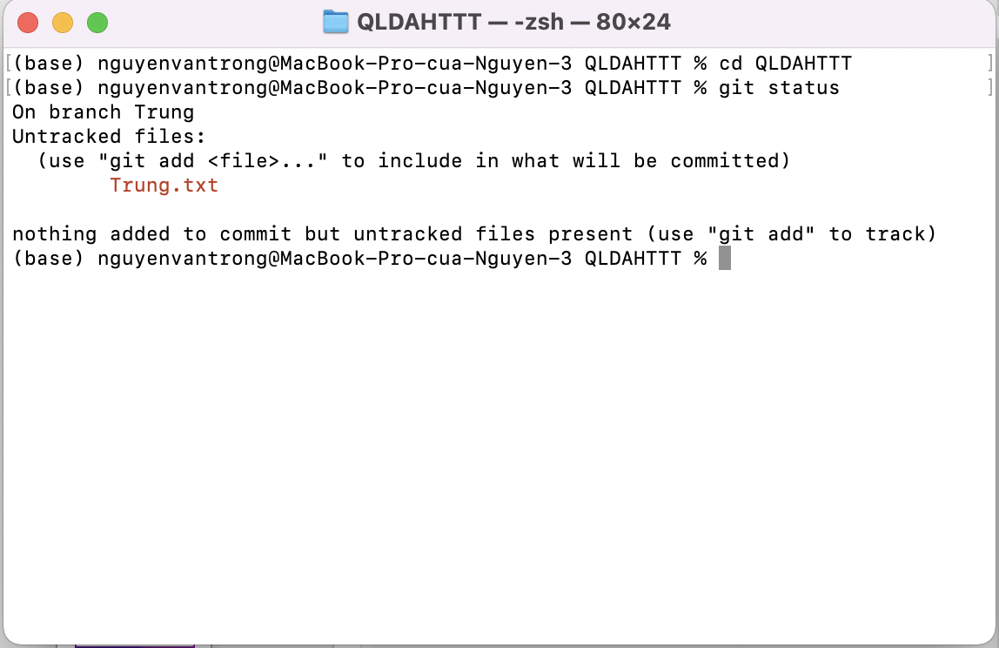 QLDAHTTT — -zsh — 80×24
[(base) nguyenvantrong@MacBook-Pro-cua-Nguyen-3 QLDAHTTT % cd QLDAHTTT ]
[(base) nguyenvantrong@MacBook-Pro-cua-Nguyen-3 QLDAHTTT % git status ]
On branch Trung
Untracked files:
  (use "git add <file>..." to include in what will be committed)
        Trung.txt

nothing added to commit but untracked files present (use "git add" to track)
(base) nguyenvantrong@MacBook-Pro-cua-Nguyen-3 QLDAHTTT %